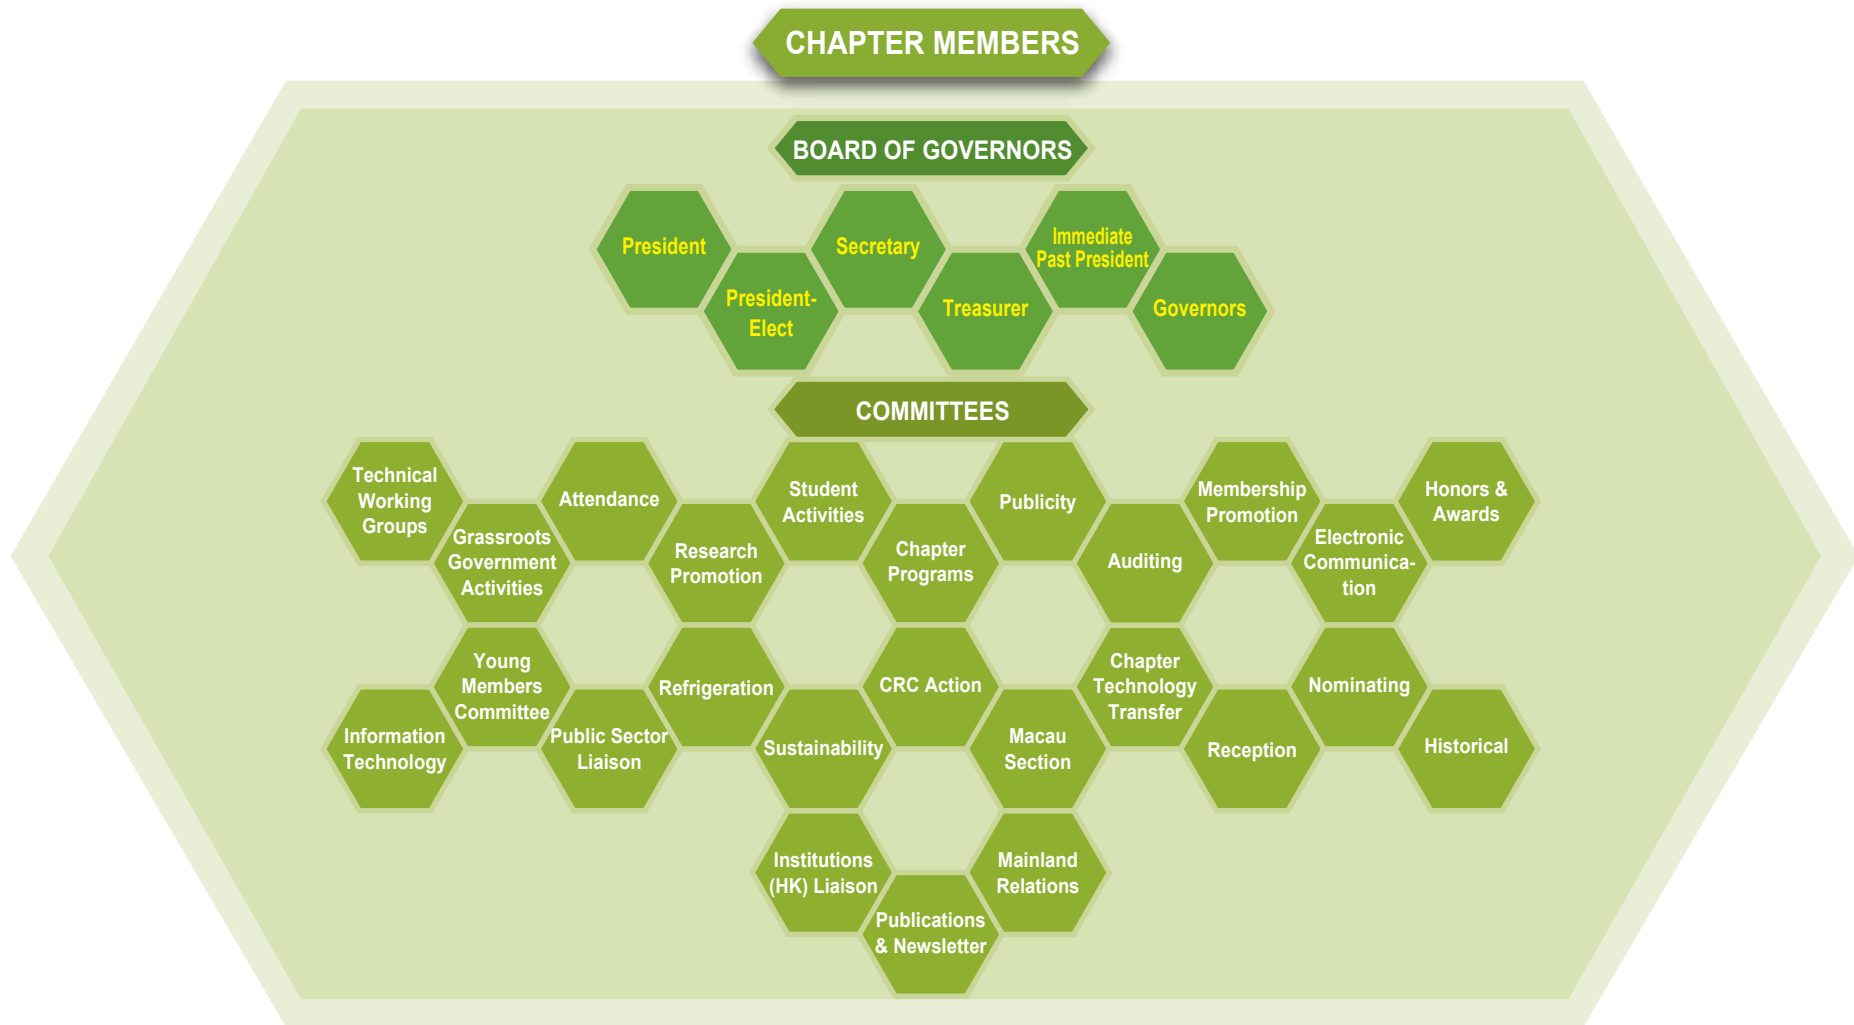 CHAPTER MEMBERS
BOARD OF GOVERNORS
President
President-
Elect
Secretary
Treasurer
Immediate
Past President
Governors
COMMITTEES
Technical
Working
Groups
Grassroots
Government
Activities
Attendance
Research
Promotion
Student
Activities
Chapter
Programs
Publicity
Auditing
Membership
Promotion
Electronic
Communica-
tion
Honors &
Awards
Information
Technology
Young
Members
Committee
Public Sector
Liaison
Refrigeration
Sustainability
CRC Action
Macau
Section
Chapter
Technology
Transfer
Reception
Nominating
Historical
Institutions
(HK) Liaison
Publications
& Newsletter
Mainland
Relations